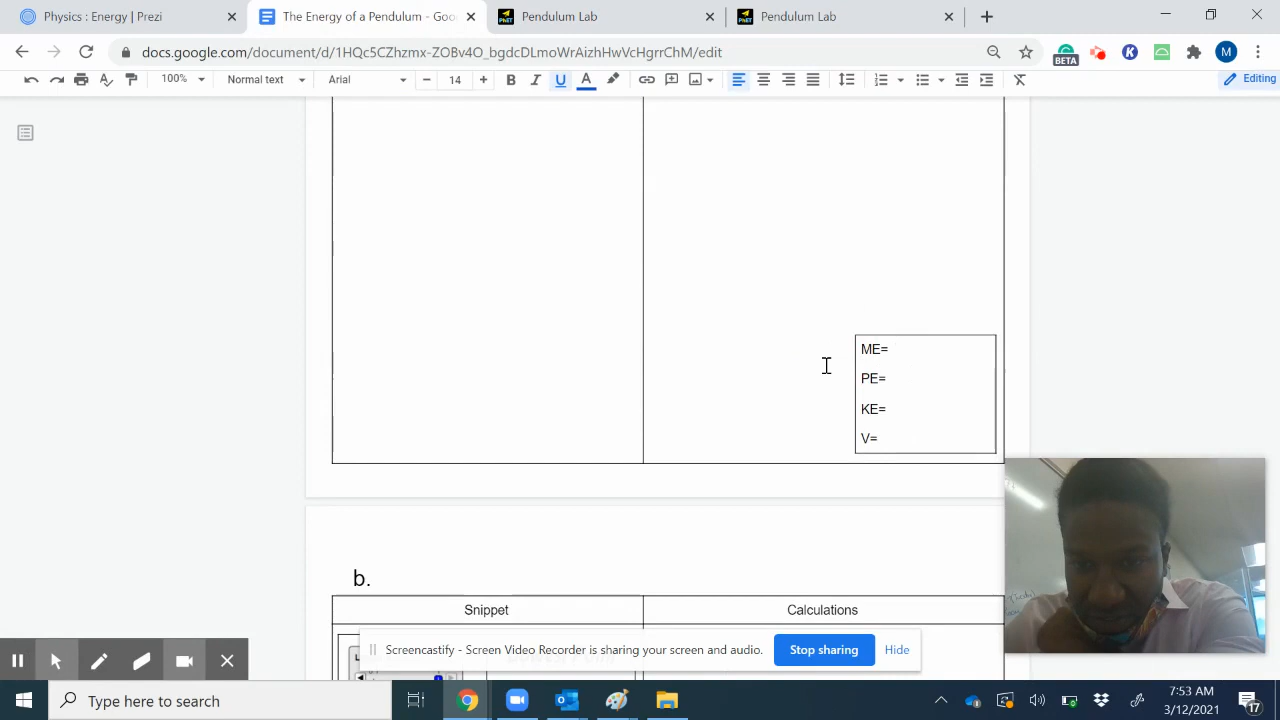 Physics : Energy | Prezi
The Energy of a Pendulum - Goo
Pendulum Lab
Pendulum Lab
docs.google.com/document/d/1HQc5CZhzmx-ZOBv4O_bgdcDLmoWrAizhHwVcHgrrChM/edit
BETA
M
100%
Normal text
Arial
14
B I U A
Editing
ME=
PE=
KE=
V=
b.
Snippet
Calculations
Screencastify - Screen Video Recorder is sharing your screen and audio.
Stop sharing
Hide
Type here to search
7:53 AM
3/12/2021
17